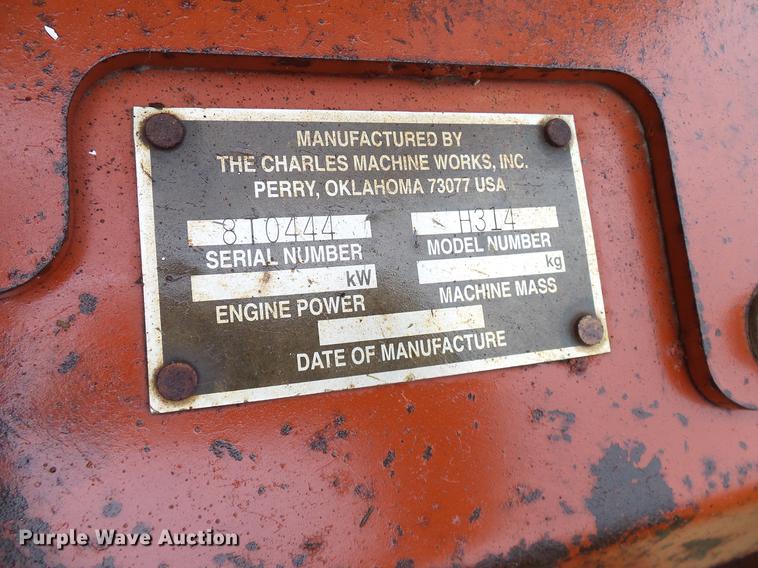 MANUFACTURED BY
THE CHARLES MACHINE WORKS, INC.
PERRY, OKLAHOMA 73077 USA
8T0444 H314
SERIAL NUMBER MODEL NUMBER
kW kg
ENGINE POWER MACHINE MASS
DATE OF MANUFACTURE
Purple Wave Auction®